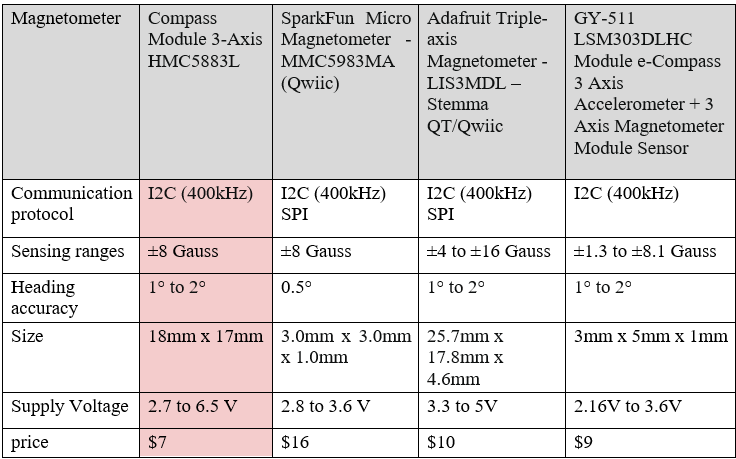 Magnetometer
Compass
Module 3-Axis
HMC5883L
SparkFun Micro
Magnetometer -
MMC5983MA
(Qwiic)
Adafruit Triple-
axis
Magnetometer -
LIS3MDL –
Stemma
QT/Qwiic
GY-511
LSM303DLHC
Module e-Compass
3 Axis
Accelerometer + 3
Axis Magnetometer
Module Sensor
Communication
protocol
I2C (400kHz)
I2C (400kHz)
SPI
I2C (400kHz)
SPI
I2C (400kHz)
Sensing ranges
±8 Gauss
±8 Gauss
±4 to ±16 Gauss
±1.3 to ±8.1 Gauss
Heading
accuracy
1° to 2°
0.5°
1° to 2°
1° to 2°
Size
18mm x 17mm
3.0mm x 3.0mm
x 1.0mm
25.7mm x
17.8mm x
4.6mm
3mm x 5mm x 1mm
Supply Voltage
2.7 to 6.5 V
2.8 to 3.6 V
3.3 to 5V
2.16V to 3.6V
price
$7
$16
$10
$9